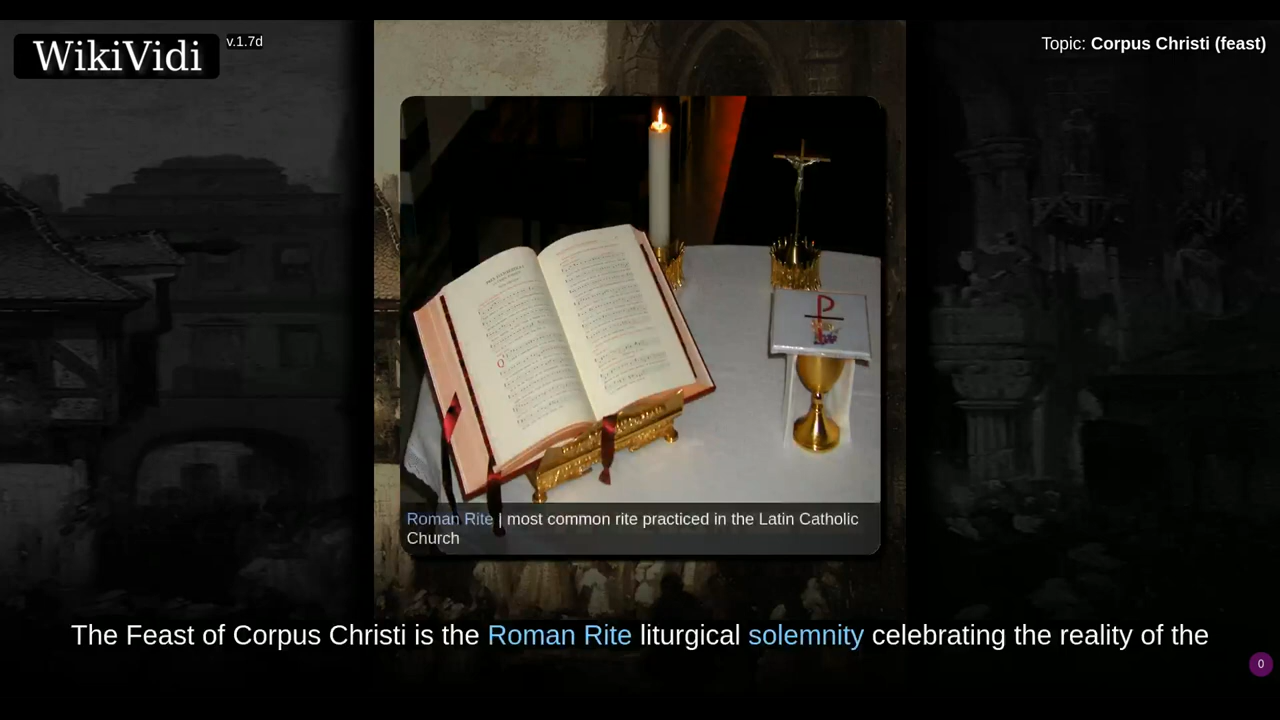 WikiVidi
v.1.7d
Topic: Corpus Christi (feast)
Roman Rite | most common rite practiced in the Latin Catholic
Church
The Feast of Corpus Christi is the Roman Rite liturgical solemnity celebrating the reality of the
0